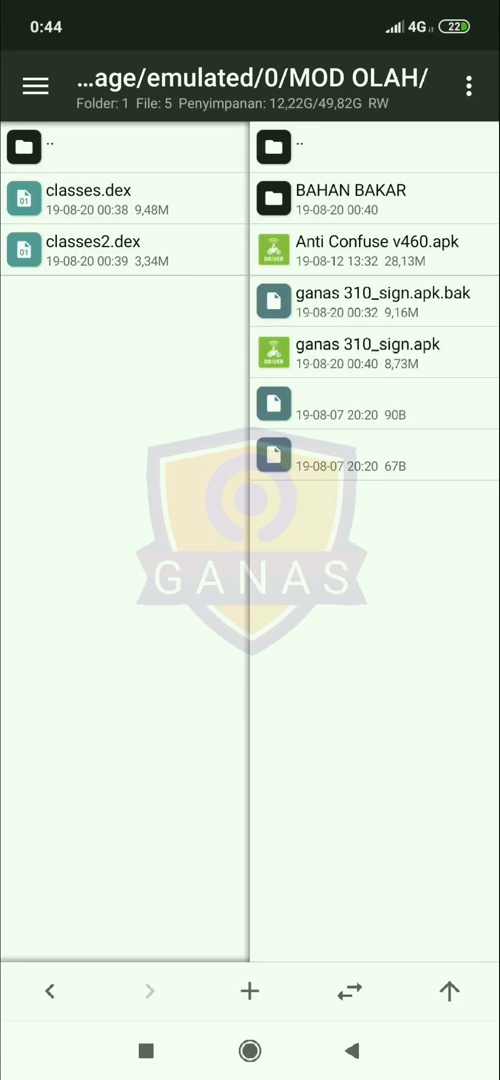 0:44
4G
22
...age/emulated/0/MOD OLAH/
Folder: 1 File: 5 Penyimpanan: 12,22G/49,82G RW
..
classes.dex
19-08-20 00:38 9,48M
classes2.dex
19-08-20 00:39 3,34M
..
BAHAN BAKAR
19-08-20 00:40
Anti Confuse v460.apk
19-08-12 13:32 28,13M
ganas 310_sign.apk.bak
19-08-20 00:32 9,16M
ganas 310_sign.apk
19-08-20 00:40 8,73M
19-08-07 20:20 90B
19-08-07 20:20 67B
01
01
DRIVER
DRIVER
GANAS